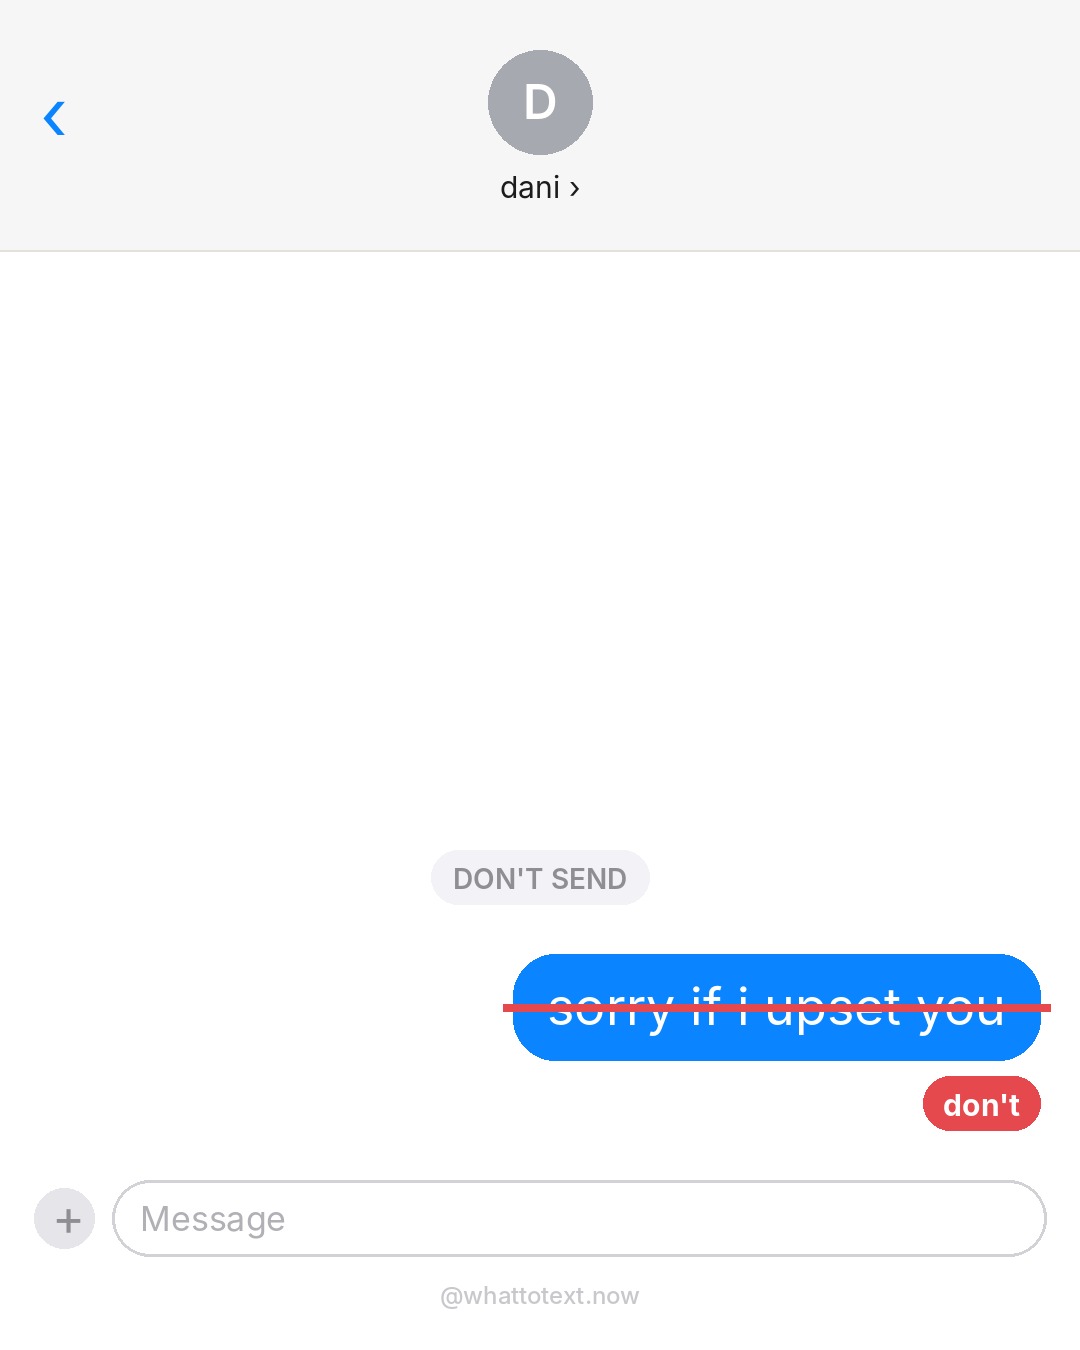 D
dani ›
DON'T SEND
sorry if i upset you
don't
+ Message
@whattotext.now